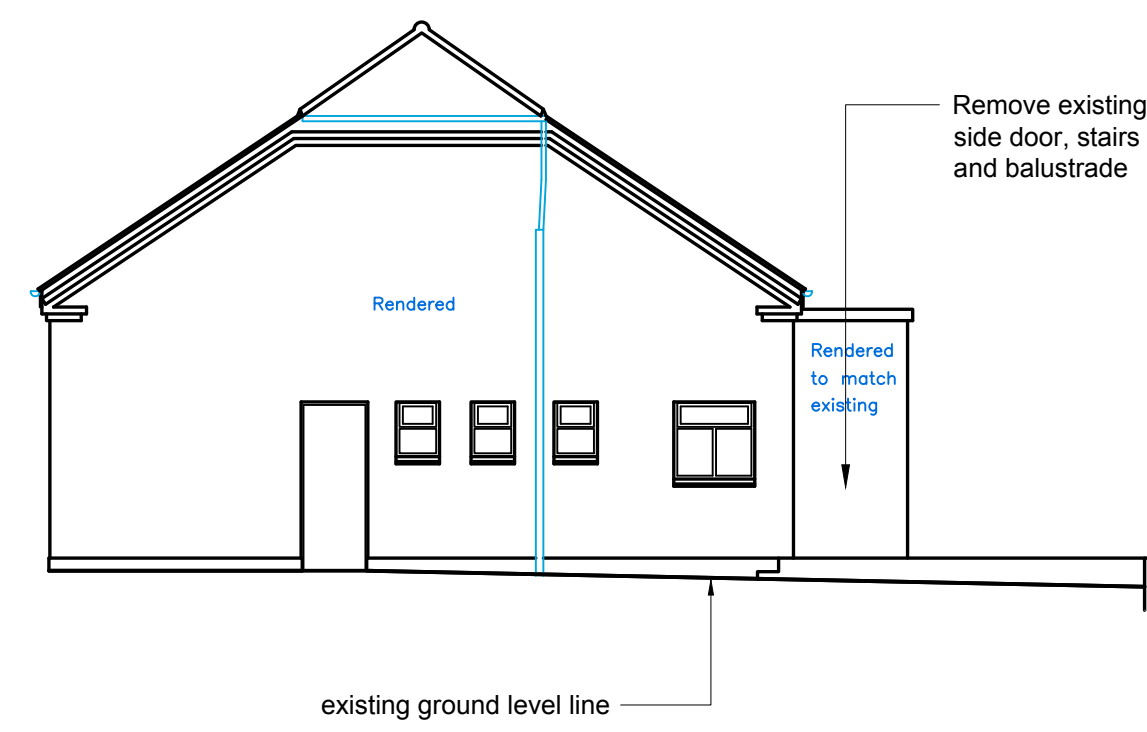 Remove existing
side door, stairs
and balustrade
Rendered
Rendered
to match
existing
existing ground level line